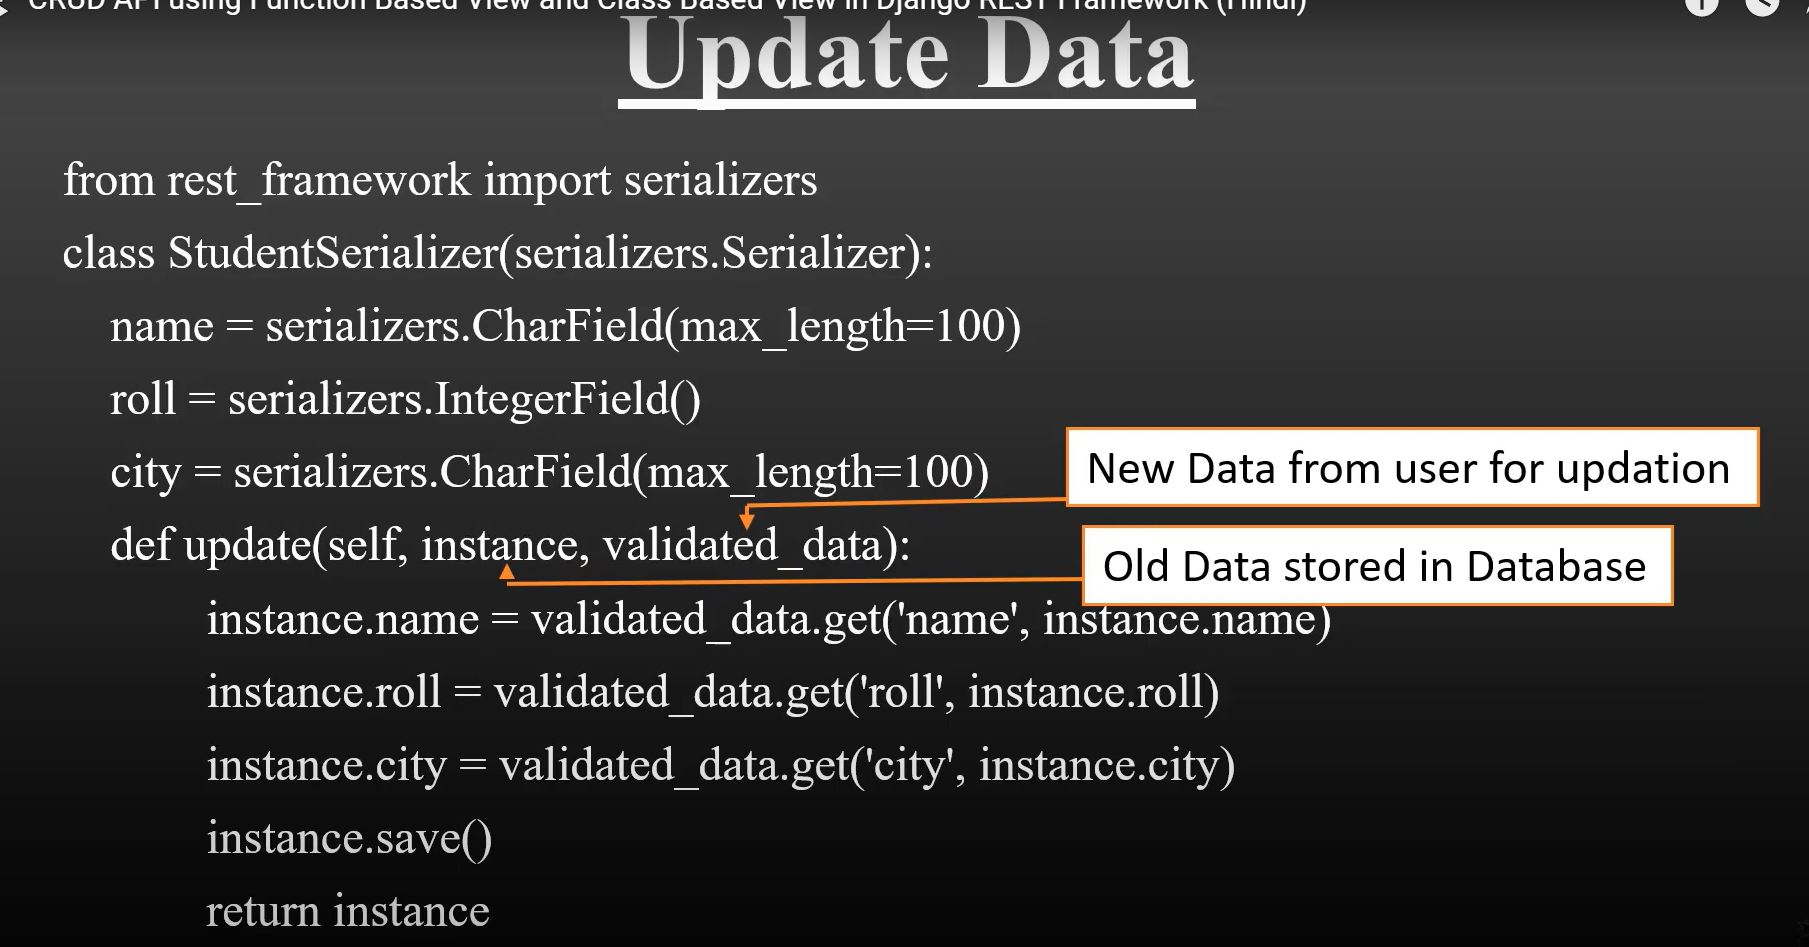 CRUD API using Function Based View and Class Based View in Django REST Framework (Hindi)
Update Data
from rest_framework import serializers
class StudentSerializer(serializers.Serializer):
name = serializers.CharField(max_length=100)
roll = serializers.IntegerField()
city = serializers.CharField(max_length=100)
New Data from user for updation
def update(self, instance, validated_data):
Old Data stored in Database
instance.name = validated_data.get('name', instance.name)
instance.roll = validated_data.get('roll', instance.roll)
instance.city = validated_data.get('city', instance.city)
instance.save()
return instance